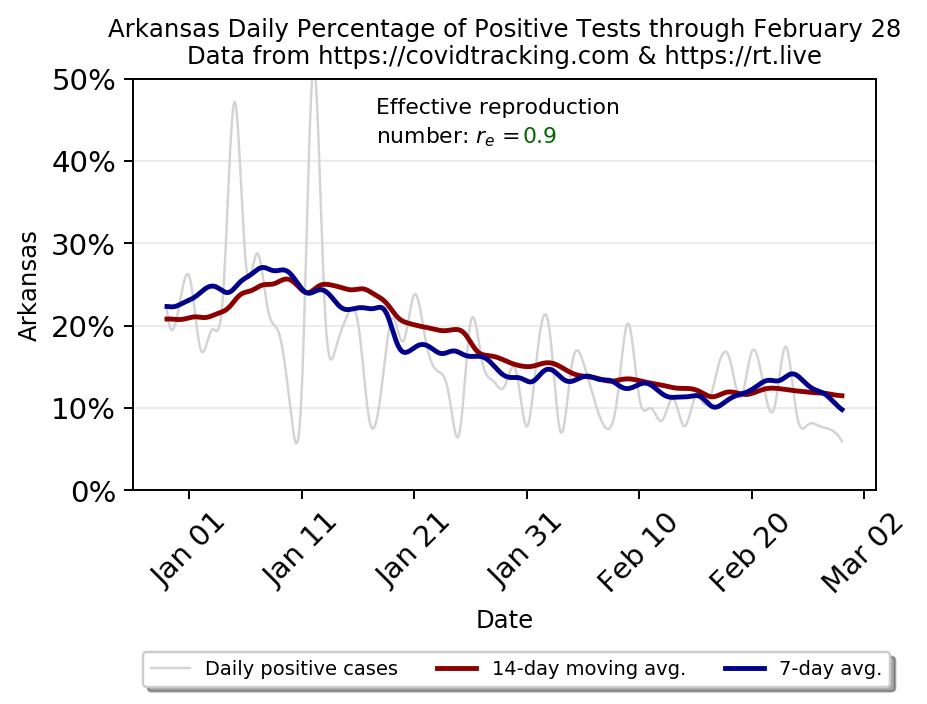 Arkansas Daily Percentage of Positive Tests through February 28
Data from https://covidtracking.com & https://rt.live
50%
40%
30%
20%
10%
0%
Arkansas
Effective reproduction
number: rₑ =0.9
Jan 01
Jan 11
Jan 21
Jan 31
Feb 10
Feb 20
Mar 02
Date
Daily positive cases
14-day moving avg.
7-day avg.